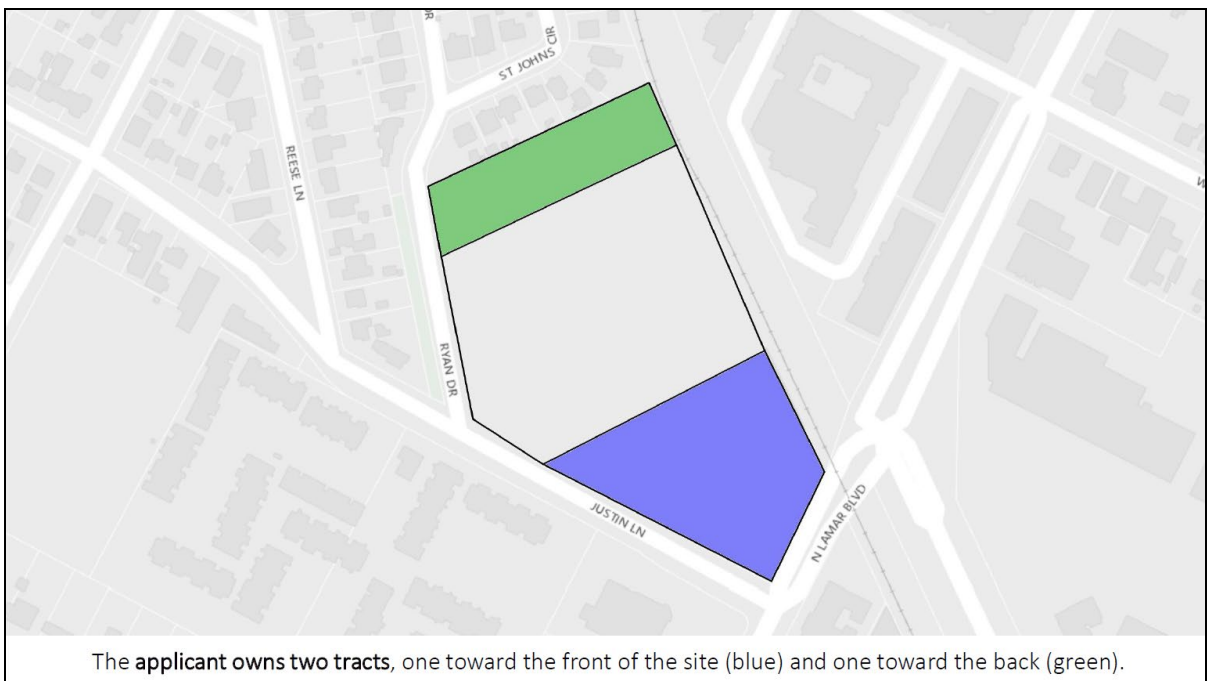 DR
ST JOHNS CIR
REESE LN
RYAN DR
JUSTIN LN
N LAMAR BLVD
W
The applicant owns two tracts, one toward the front of the site (blue) and one toward the back (green).